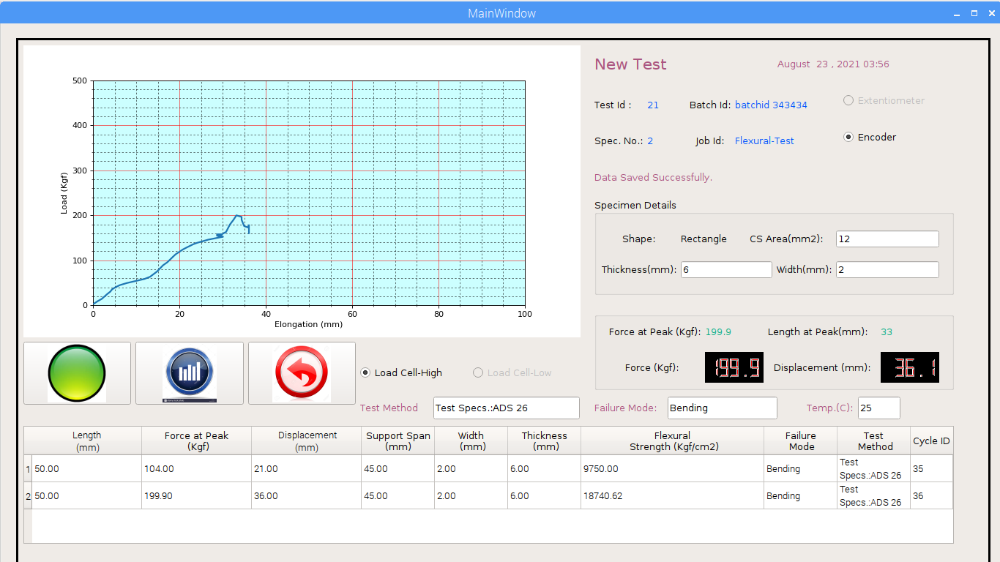 MainWindow
500
400
300
200
100
0
Load (Kgf)
0 20 40 60 80 100
Elongation (mm)
New Test August 23 , 2021 03:56
Test Id : 21 Batch Id: batchid 343434 Extentiometer
Spec. No.: 2 Job Id: Flexural-Test Encoder
Data Saved Successfully.
Specimen Details
Shape: Rectangle CS Area(mm2): 12
Thickness(mm): 6 Width(mm): 2
Force at Peak (Kgf): 199.9 Length at Peak(mm): 33
Force (Kgf): 199.9 Displacement (mm): 36.1
Load Cell-High Load Cell-Low
Test Method Test Specs.:ADS 26 Failure Mode: Bending Temp.(C): 25
Length Force at Peak Displacement Support Span Width Thickness Flexural Failure Test Cycle ID
(mm) (Kgf) (mm) (mm) (mm) (mm) Strength (Kgf/cm2) Mode Method
1 50.00 104.00 21.00 45.00 2.00 6.00 9750.00 Bending Test 35
Specs.:ADS 26
2 50.00 199.90 36.00 45.00 2.00 6.00 18740.62 Bending Test 36
Specs.:ADS 26